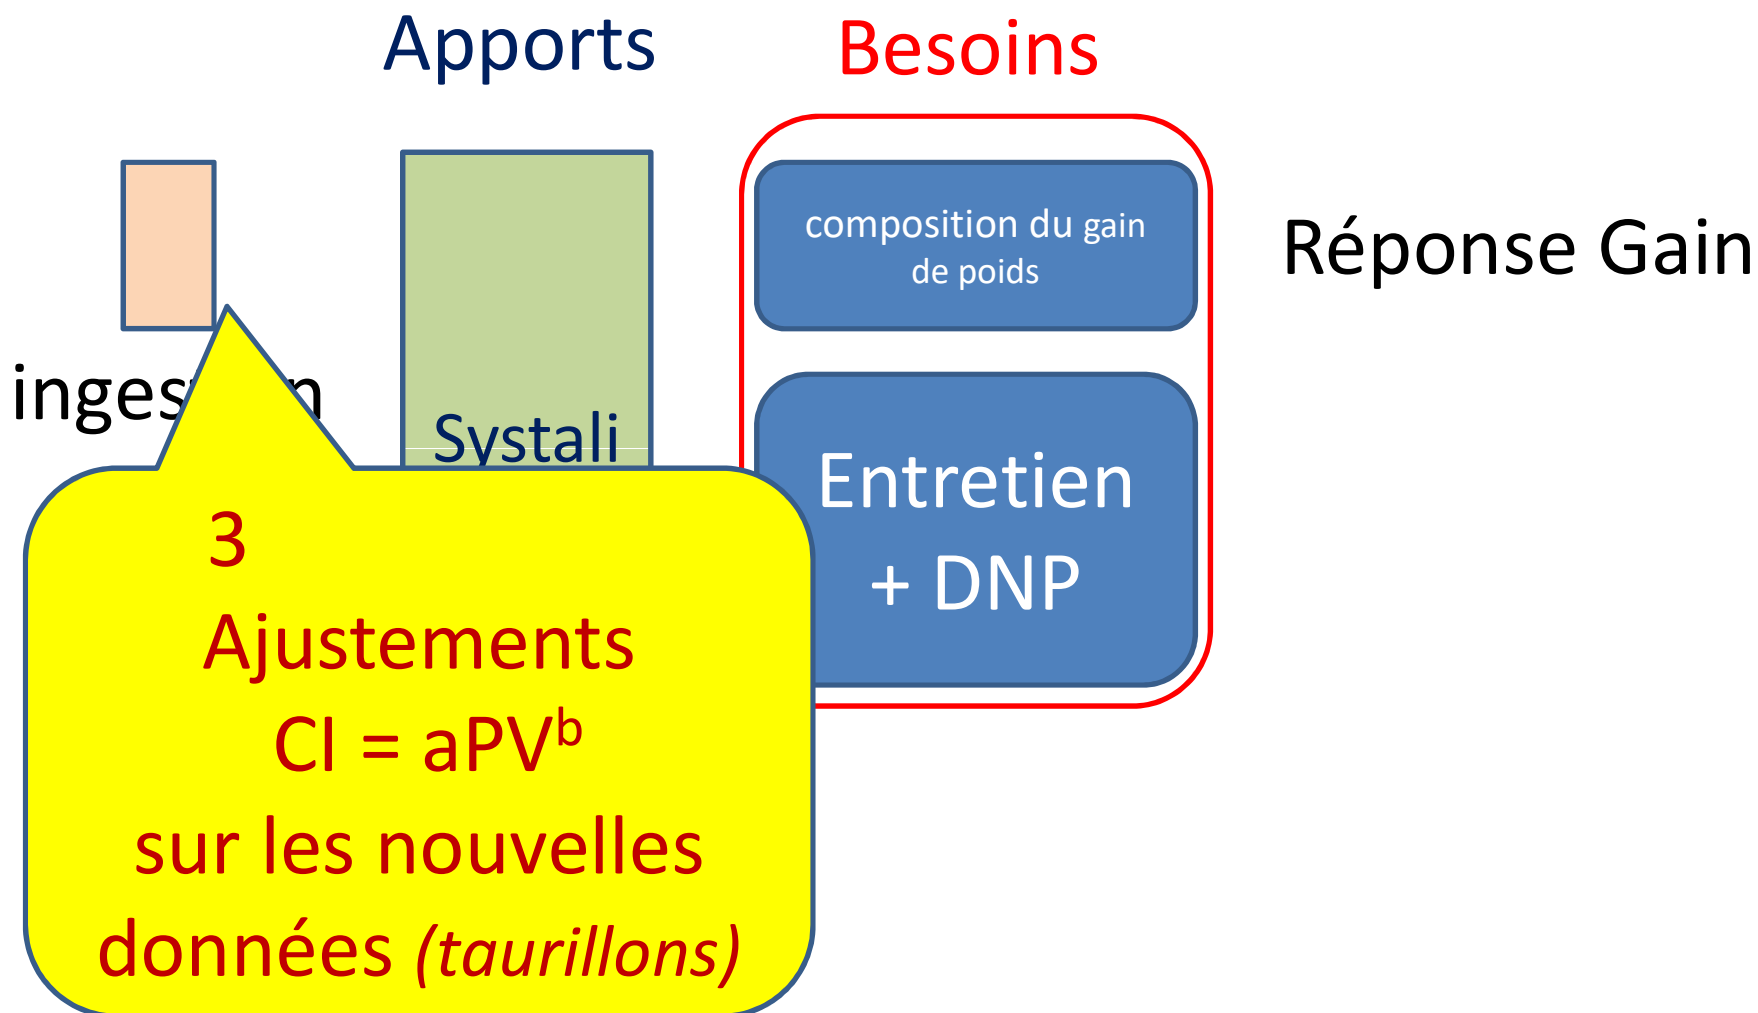 Apports
Besoins
composition du gain
de poids
Réponse Gain
Systali
Entretien
+ DNP
3
Ajustements
CI = aPVᵇ
sur les nouvelles
données (taurillons)